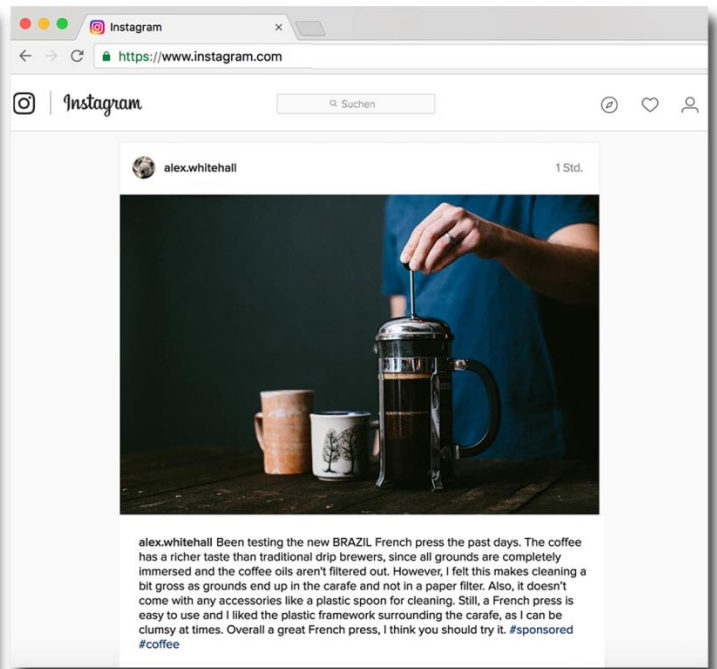 Instagram
https://www.instagram.com
Instagram
Suchen
alex.whitehall
1 Std.
alex.whitehall Been testing the new BRAZIL French press the past days. The coffee
has a richer taste than traditional drip brewers, since all grounds are completely
immersed and the coffee oils aren't filtered out. However, I felt this makes cleaning a
bit gross as grounds end up in the carafe and not in a paper filter. Also, it doesn't
come with any accessories like a plastic spoon for cleaning. Still, a French press is
easy to use and I liked the plastic framework surrounding the carafe, as I can be
clumsy at times. Overall a great French press, I think you should try it. #sponsored
#coffee